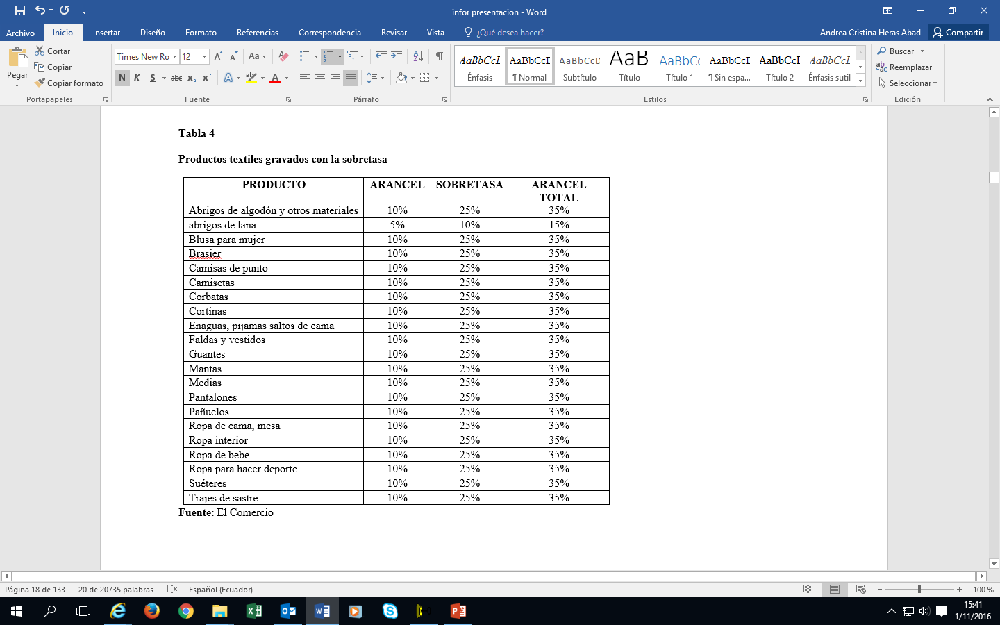 infor presentacion - Word
Archivo Inicio Insertar Diseño Formato Referencias Correspondencia Revisar Vista ¿Qué desea hacer? Andrea Cristina Heras Abad Compartir
Pegar
Cortar
Copiar
Copiar formato
Portapapeles
Times New Ro 12
N K S abc x₂ x²
Fuente
Párrafo
AaBbCcI AaBbCcI AaBbCcD AaB AaBbCc AaBbCcI AaBbCcI AaBbCcI
Énfasis ¶ Normal Subtítulo Título Título 1 ¶ Sin espa... Título 2 Énfasis sutil
Estilos
Buscar
Reemplazar
Seleccionar
Edición
Tabla 4
Productos textiles gravados con la sobretasa
PRODUCTO ARANCEL SOBRETASA ARANCEL
TOTAL
Abrigos de algodón y otros materiales 10% 25% 35%
abrigos de lana 5% 10% 15%
Blusa para mujer 10% 25% 35%
Brasier 10% 25% 35%
Camisas de punto 10% 25% 35%
Camisetas 10% 25% 35%
Corbatas 10% 25% 35%
Cortinas 10% 25% 35%
Enaguas, pijamas saltos de cama 10% 25% 35%
Faldas y vestidos 10% 25% 35%
Guantes 10% 25% 35%
Mantas 10% 25% 35%
Medias 10% 25% 35%
Pantalones 10% 25% 35%
Pañuelos 10% 25% 35%
Ropa de cama, mesa 10% 25% 35%
Ropa interior 10% 25% 35%
Ropa de bebe 10% 25% 35%
Ropa para hacer deporte 10% 25% 35%
Suéteres 10% 25% 35%
Trajes de sastre 10% 25% 35%
Fuente: El Comercio
Página 18 de 133 20 de 20735 palabras Español (Ecuador) 100 %
15:41
1/11/2016